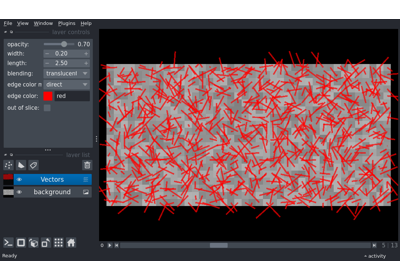 File View Window Plugins Help
layer controls
opacity: 0.70
width: 0.20
length: 2.50
blending: translucent
edge color m direct
edge color: red
out of slice:
layer list
Vectors
background
0 5 13
Ready activity